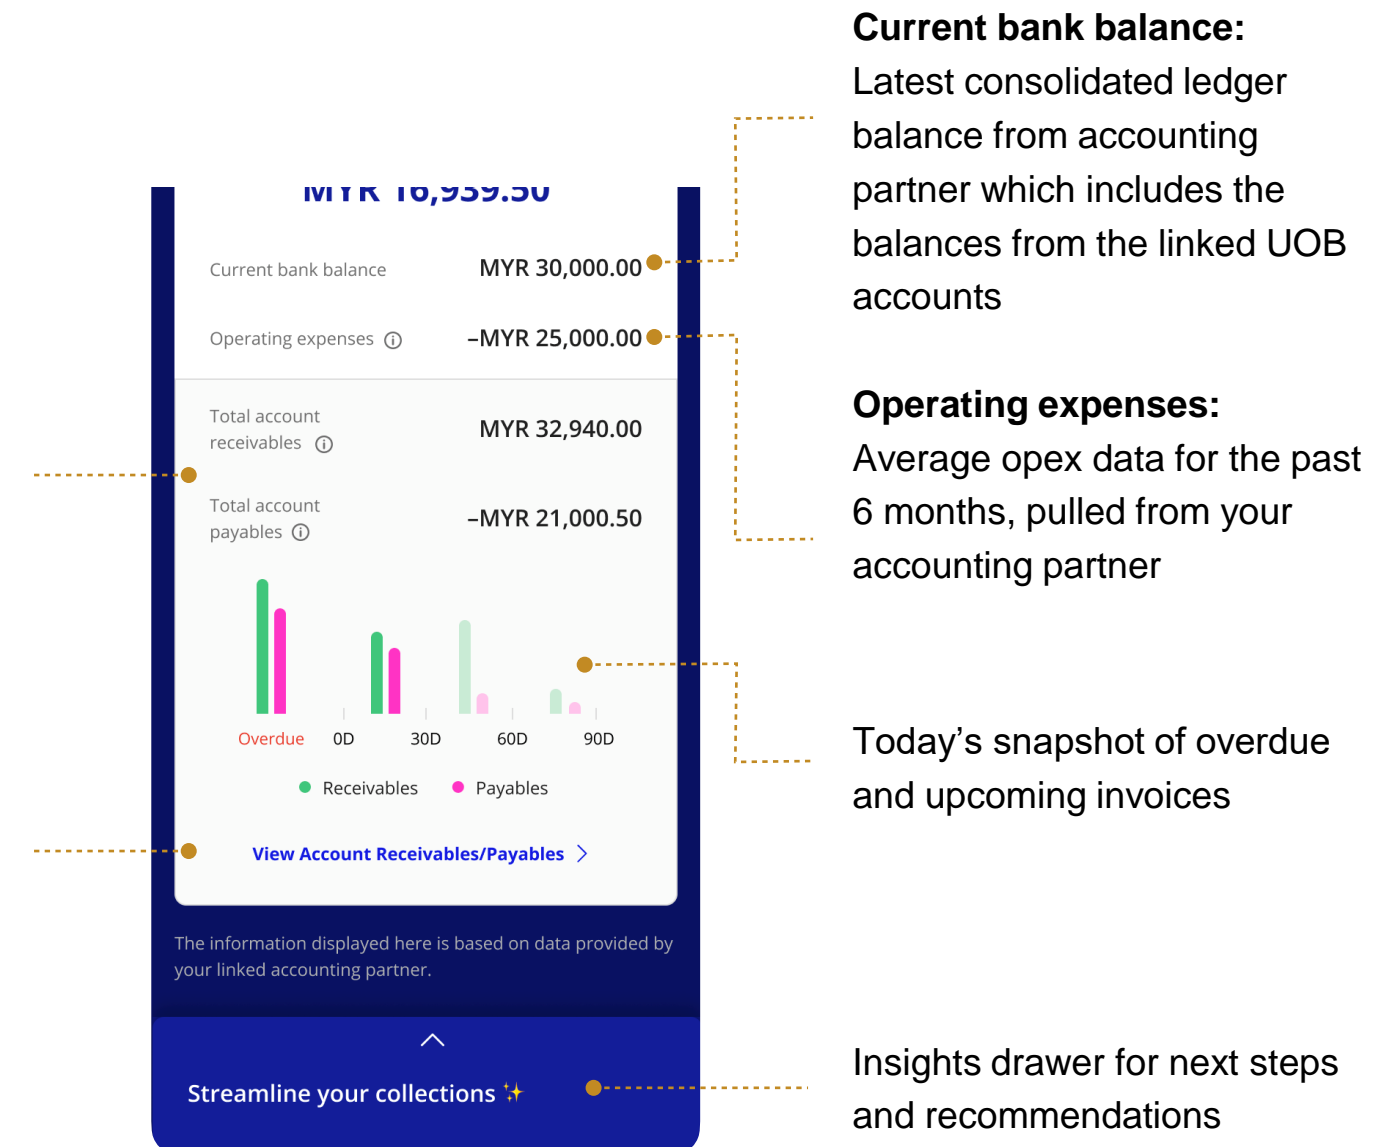 Current bank balance:
Latest consolidated ledger
balance from accounting
partner which includes the
balances from the linked UOB
accounts
Operating expenses:
Average opex data for the past
6 months, pulled from your
accounting partner
Today’s snapshot of overdue
and upcoming invoices
Insights drawer for next steps
and recommendations
MYR 16,939.50
Current bank balance MYR 30,000.00
Operating expenses –MYR 25,000.00
Total account
receivables MYR 32,940.00
Total account
payables –MYR 21,000.50
Overdue 0D 30D 60D 90D
Receivables Payables
View Account Receivables/Payables
The information displayed here is based on data provided by
your linked accounting partner.
Streamline your collections